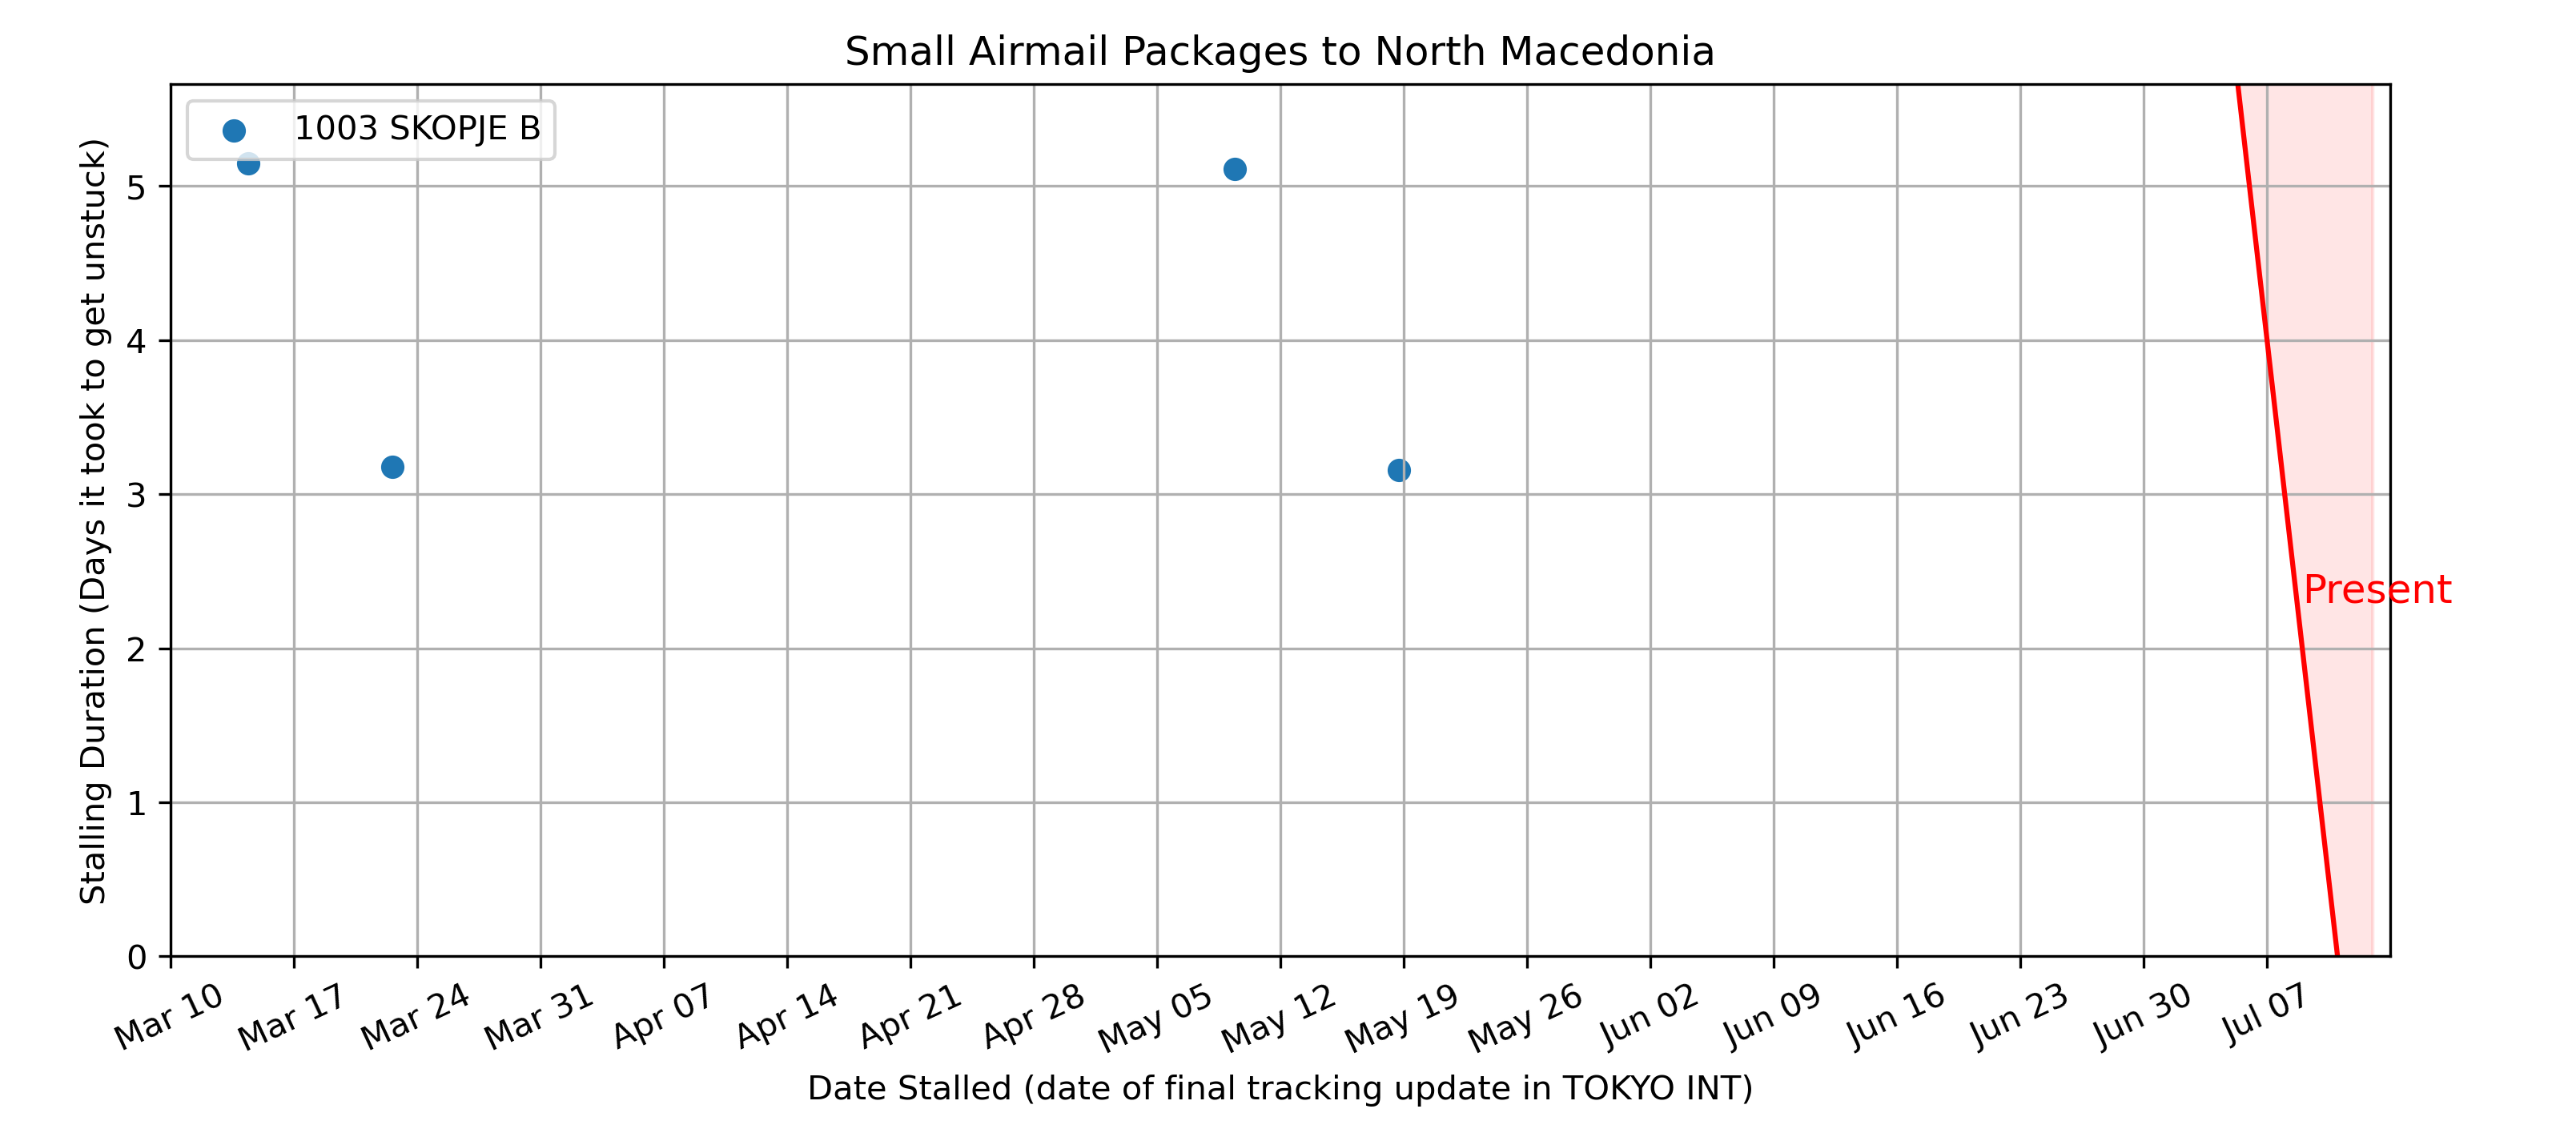 Small Airmail Packages to North Macedonia
1003 SKOPJE B
Stalling Duration (Days it took to get unstuck)
5
4
3
2
1
0
Present
Mar 10
Mar 17
Mar 24
Mar 31
Apr 07
Apr 14
Apr 21
Apr 28
May 05
May 12
May 19
May 26
Jun 02
Jun 09
Jun 16
Jun 23
Jun 30
Jul 07
Date Stalled (date of final tracking update in TOKYO INT)